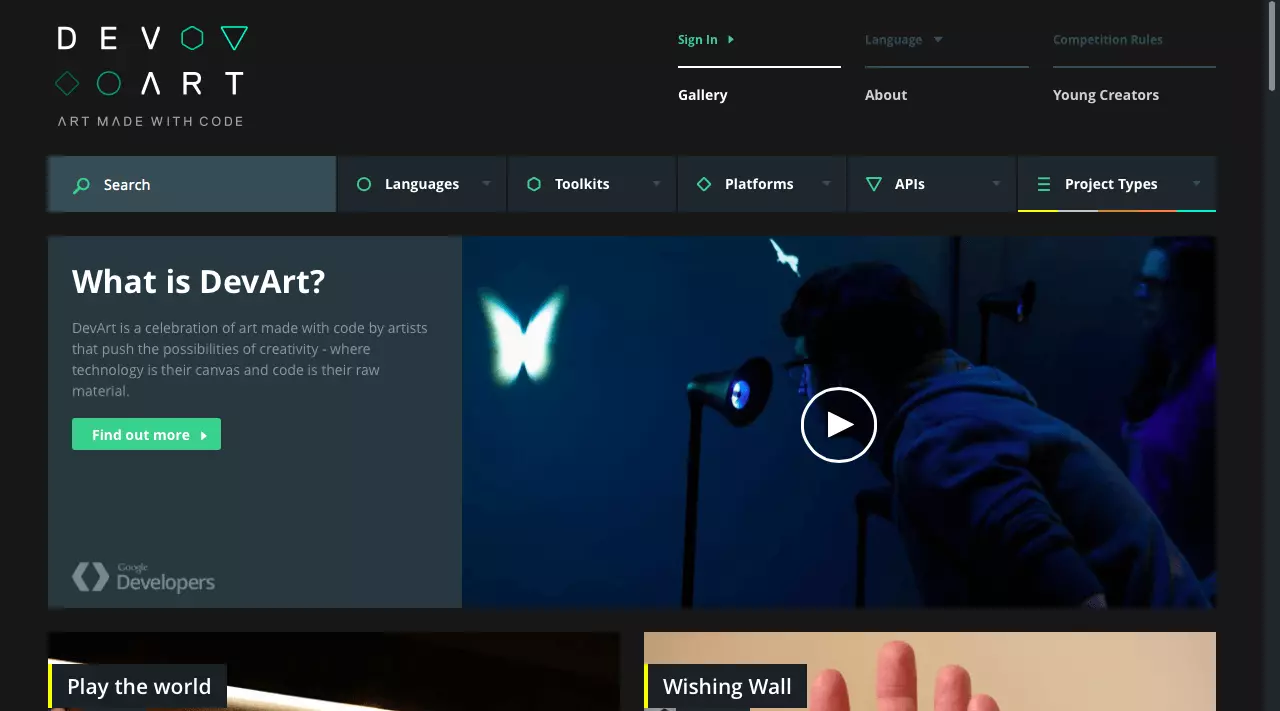 DEV
ART
ART MADE WITH CODE
Sign In
Language
Competition Rules
Gallery
About
Young Creators
Search
Languages
Toolkits
Platforms
APIs
Project Types
What is DevArt?
DevArt is a celebration of art made with code by artists
that push the possibilities of creativity - where
technology is their canvas and code is their raw
material.
Find out more
Google
Developers
Play the world
Wishing Wall